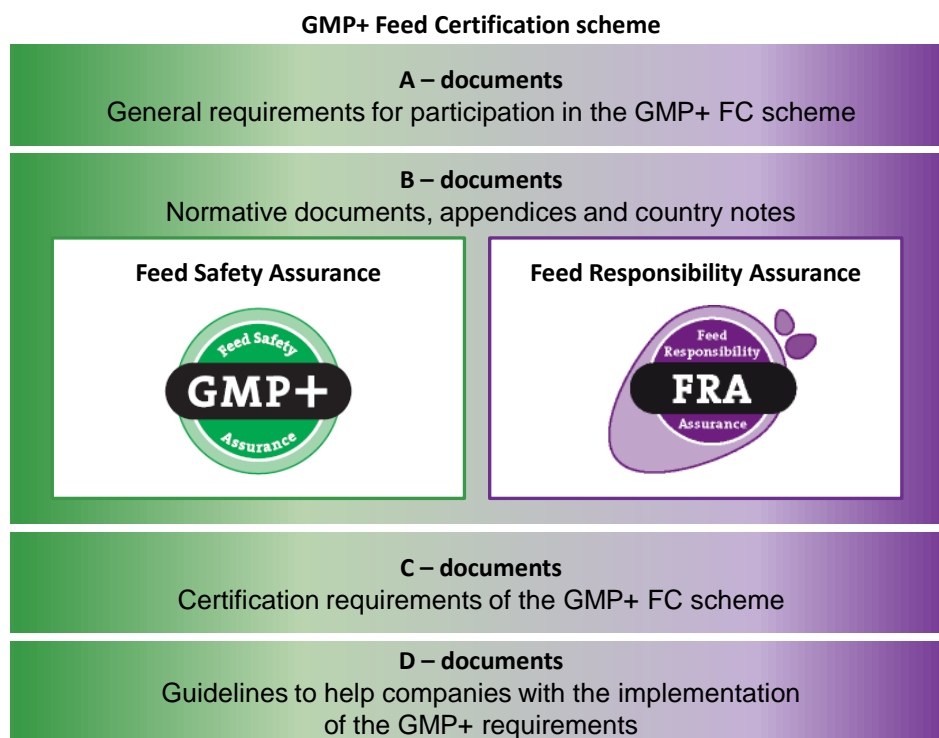 GMP+ Feed Certification scheme
A – documents
General requirements for participation in the GMP+ FC scheme
B – documents
Normative documents, appendices and country notes
Feed Safety Assurance
Feed Safety
GMP+
Assurance
Feed Responsibility Assurance
Feed
Responsibility
FRA
Assurance
C – documents
Certification requirements of the GMP+ FC scheme
D – documents
Guidelines to help companies with the implementation
of the GMP+ requirements